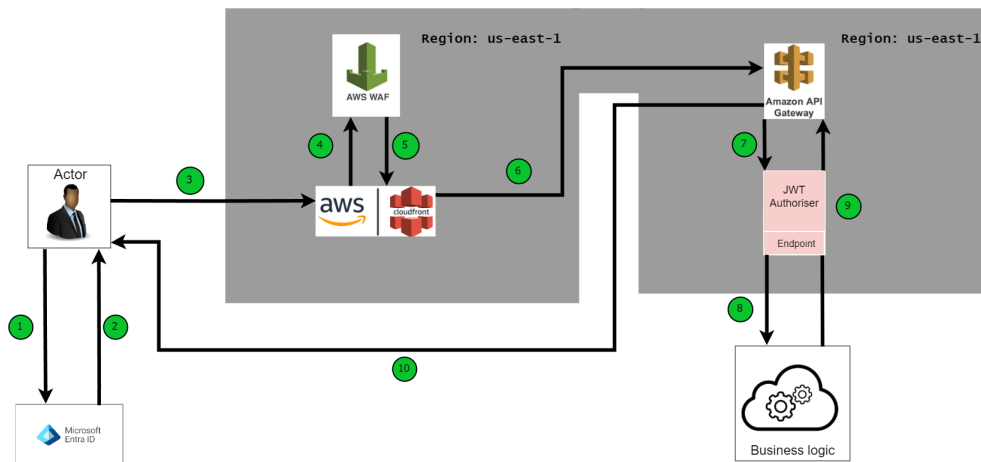 Region: us-east-1
Region: us-east-1
AWS WAF
Amazon API
Gateway
4
5
6
7
Actor
3
aws
cloudfront
JWT
Authoriser
9
Endpoint
1
2
8
10
Microsoft
Entra ID
Business logic